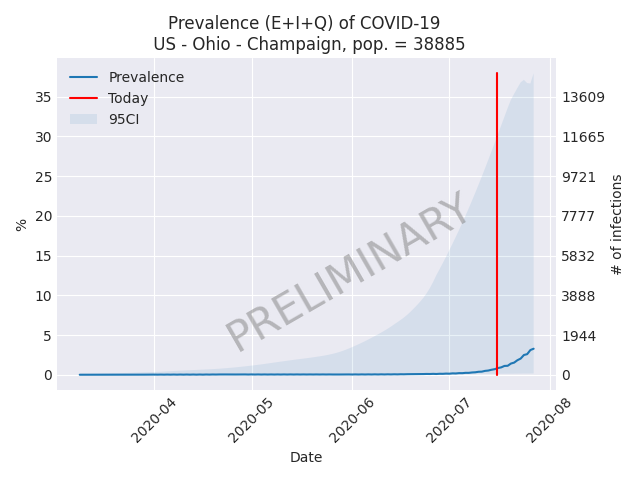 Prevalence (E+I+Q) of COVID-19
US - Ohio - Champaign, pop. = 38885
Prevalence
Today
95CI
35
30
25
20
15
10
5
0
%
13609
11665
9721
7777
5832
3888
1944
0
# of infections
PRELIMINARY
2020-04
2020-05
2020-06
2020-07
2020-08
Date